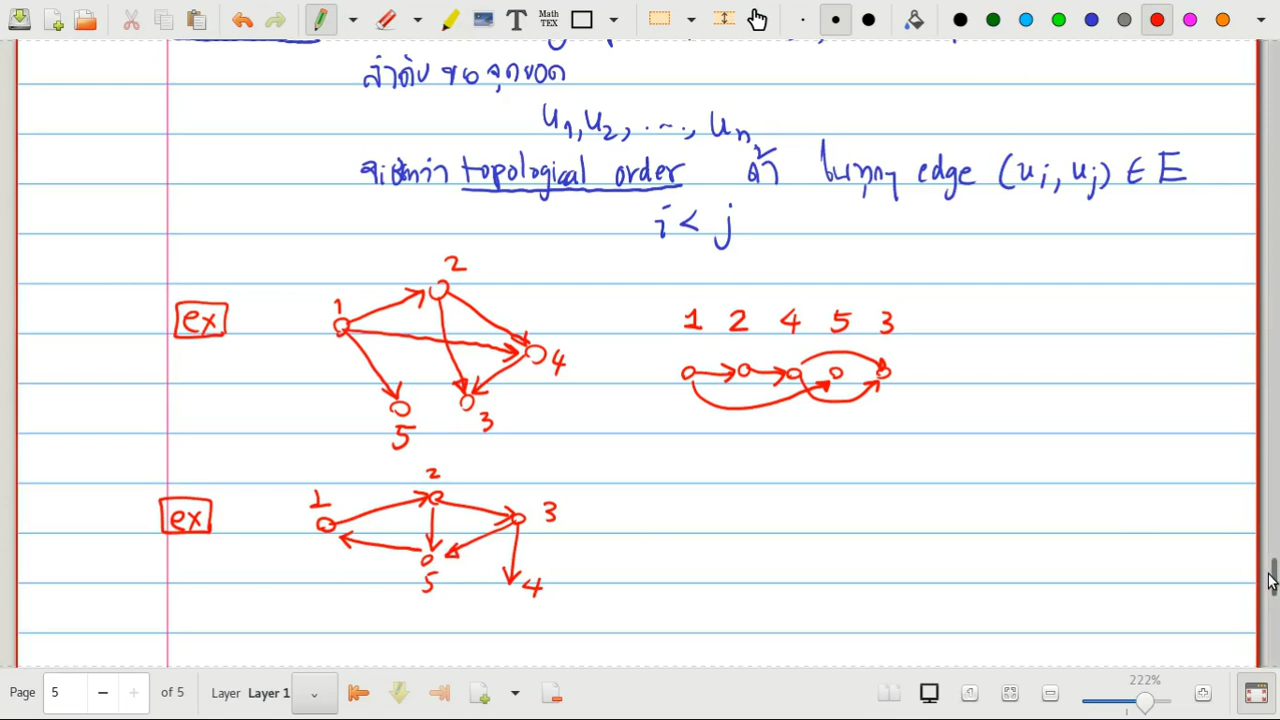 Math TEX
ลำดับ ของ จุดยอด
u1, u2, ..., un
จะเรียกว่า topological order ถ้า ในทุกๆ edge (ui, uj) ∈ E
i < j
2
ex 1 1 2 4 5 3
4
3
5
2
ex 1 3
5 4
Page 5 of 5 Layer Layer 1 222%